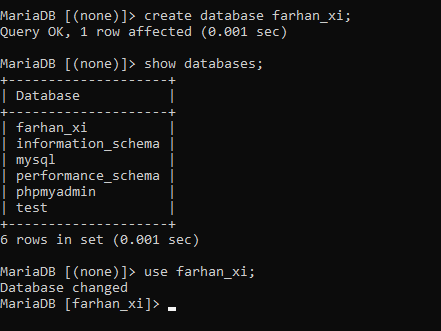 MariaDB [(none)]> create database farhan_xi;
Query OK, 1 row affected (0.001 sec)
MariaDB [(none)]> show databases;
+--------------------+
| Database           |
+--------------------+
| farhan_xi          |
| information_schema |
| mysql              |
| performance_schema |
| phpmyadmin         |
| test               |
+--------------------+
6 rows in set (0.001 sec)
MariaDB [(none)]> use farhan_xi;
Database changed
MariaDB [farhan_xi]>